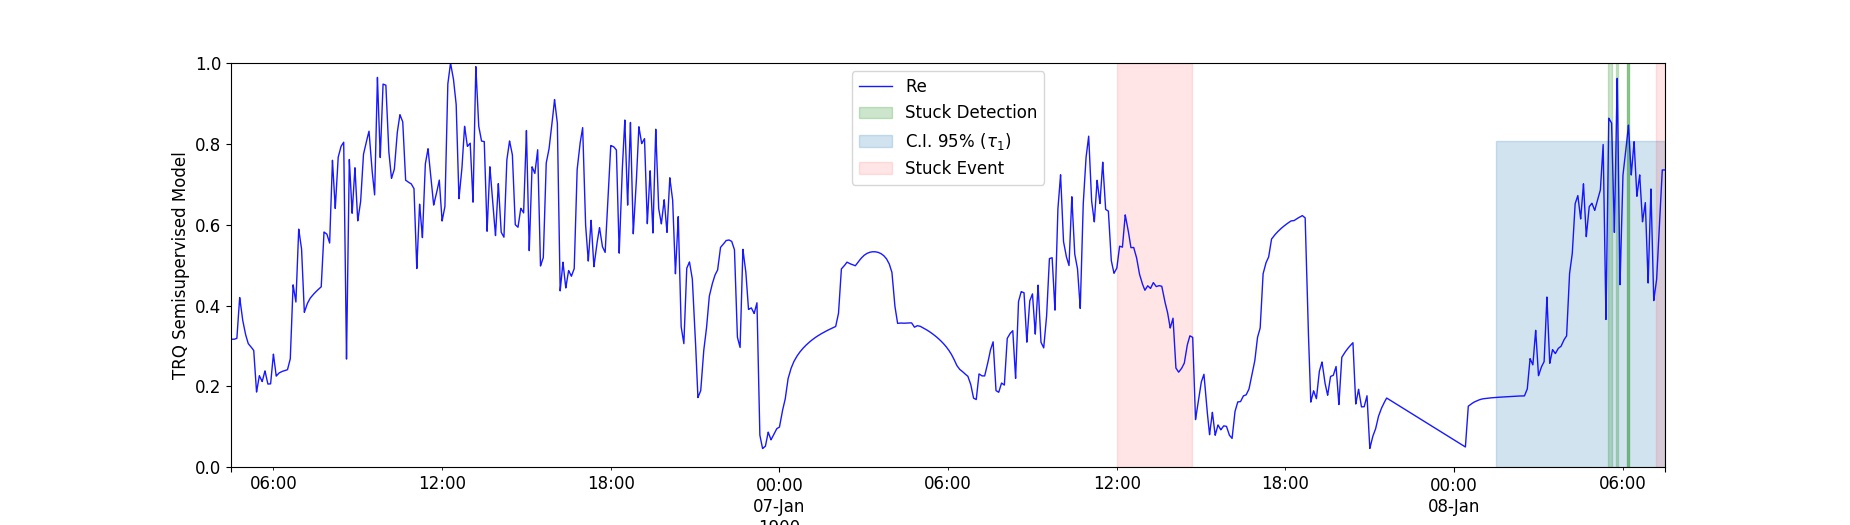 TRQ Semisupervised Model
1.0
0.8
0.6
0.4
0.2
0.0
Re
Stuck Detection
C.I. 95% (τ₁)
Stuck Event
06:00 12:00 18:00 00:00 06:00 12:00 18:00 00:00 06:00
07-Jan 08-Jan
1900